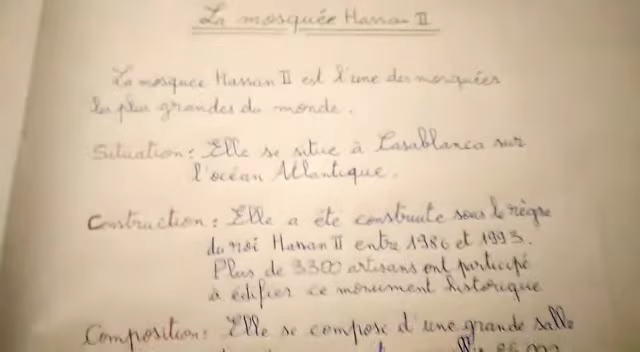 La mosquée Hassan II
La mosquee Hassan II est l'une des mosquées
les plus grandes du monde.
Situation: Elle se situe à Casablanca sur
l'océan Atlantique.
Construction: Elle a été construite sous le règne
du roi Hassan II entre 1986 et 1993.
Plus de 3300 artisans ont participé
à édifier ce monument historique
Composition: Elle se compose d'une grande salle